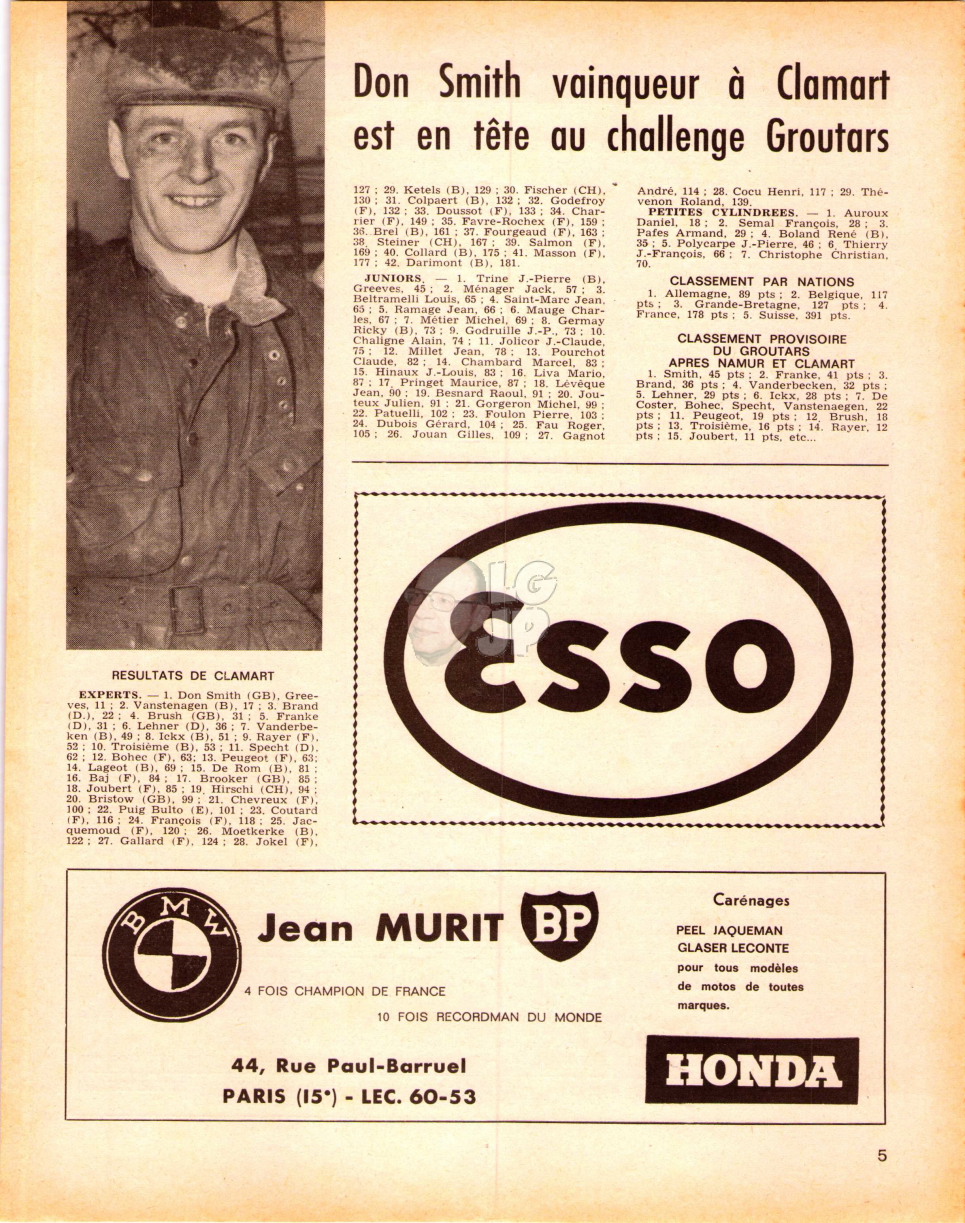 Don Smith vainqueur à Clamart
est en tête au challenge Groutars
RESULTATS DE CLAMART
EXPERTS. — 1. Don Smith (GB), Gree-
ves, 11 ; 2. Vanstenagen (B), 17 ; 3. Brand
(D.), 22 ; 4. Brush (GB), 31 ; 5. Franke
(D), 31 ; 6. Lehner (D), 36 ; 7. Vanderbe-
ken (B), 49 ; 8. Ickx (B), 51 ; 9. Rayer (F),
52 ; 10. Troisième (B), 53 ; 11. Specht (D),
62 ; 12. Bohec (F), 63; 13. Peugeot (F), 63;
14. Lageot (B), 69 ; 15. De Rom (B), 81 ;
16. Baj (F), 84 ; 17. Brooker (GB), 85 ;
18. Joubert (F), 85 ; 19. Hirschi (CH), 94 ;
20. Bristow (GB), 99 ; 21. Chevreux (F),
100 ; 22. Puig Bulto (E), 101 ; 23. Coutard
(F), 116 ; 24. François (F), 118 ; 25. Jac-
quemoud (F), 120 ; 26. Moetkerke (B),
122 ; 27. Gallard (F), 124 ; 28. Jokel (F),
127 ; 29. Ketels (B), 129 ; 30. Fischer (CH),
130 ; 31. Colpaert (B), 132 ; 32. Godefroy
(F), 132 ; 33. Doussot (F), 133 ; 34. Char-
rier (F), 149 ; 35. Favre-Rochex (F), 159 ;
36. Brel (B), 161 ; 37. Fourgeaud (F), 163 ;
38. Steiner (CH), 167 ; 39. Salmon (F),
169 ; 40. Collard (B), 175 ; 41. Masson (F),
177 ; 42. Darimont (B), 181.
JUNIORS. — 1. Trine J.-Pierre (B),
Greeves, 45 ; 2. Ménager Jack, 57 ; 3.
Beltramelli Louis, 65 ; 4. Saint-Marc Jean,
65 ; 5. Ramage Jean, 66 ; 6. Mauge Char-
les, 67 ; 7. Métier Michel, 69 ; 8. Germay
Ricky (B), 73 ; 9. Godruille J.-P., 73 ; 10.
Chaligne Alain, 74 ; 11. Jolicor J.-Claude,
75 ; 12. Millet Jean, 78 ; 13. Pourchot
Claude, 82 ; 14. Chambard Marcel, 83 ;
15. Hinaux J.-Louis, 83 ; 16. Liva Mario,
87 ; 17. Pringet Maurice, 87 ; 18. Lévêque
Jean, 90 ; 19. Besnard Raoul, 91 ; 20. Jou-
teux Julien, 91 ; 21. Gorgeron Michel, 99 ;
22. Patuelli, 102 ; 23. Foulon Pierre, 103 ;
24. Dubois Gérard, 104 ; 25. Fau Roger,
105 ; 26. Jouan Gilles, 109 ; 27. Gagnot
André, 114 ; 28. Cocu Henri, 117 ; 29. Thé-
venon Roland, 139.
PETITES CYLINDREES. — 1. Auroux
Daniel, 18 ; 2. Semal François, 28 ; 3.
Pafes Armand, 29 ; 4. Boland René (B),
35 ; 5. Polycarpe J.-Pierre, 46 ; 6. Thierry
J.-François, 66 ; 7. Christophe Christian,
70.
CLASSEMENT PAR NATIONS
1. Allemagne, 89 pts ; 2. Belgique, 117
pts ; 3. Grande-Bretagne, 127 pts ; 4.
France, 178 pts ; 5. Suisse, 391 pts.
CLASSEMENT PROVISOIRE
DU GROUTARS
APRES NAMUR ET CLAMART
1. Smith, 45 pts ; 2. Franke, 41 pts ; 3.
Brand, 36 pts ; 4. Vanderbecken, 32 pts ;
5. Lehner, 29 pts ; 6. Ickx, 28 pts ; 7. De
Coster, Bohec, Specht, Vanstenaegen, 22
pts ; 11. Peugeot, 19 pts ; 12. Brush, 18
pts ; 13. Troisième, 16 pts ; 14. Rayer, 12
pts ; 15. Joubert, 11 pts, etc...
LG
JP
Esso
BMW
Jean MURIT
BP
4 FOIS CHAMPION DE FRANCE
10 FOIS RECORDMAN DU MONDE
44, Rue Paul-Barruel
PARIS (15°) - LEC. 60-53
Carénages
PEEL JAQUEMAN
GLASER LECONTE
pour tous modèles
de motos de toutes
marques.
HONDA
5